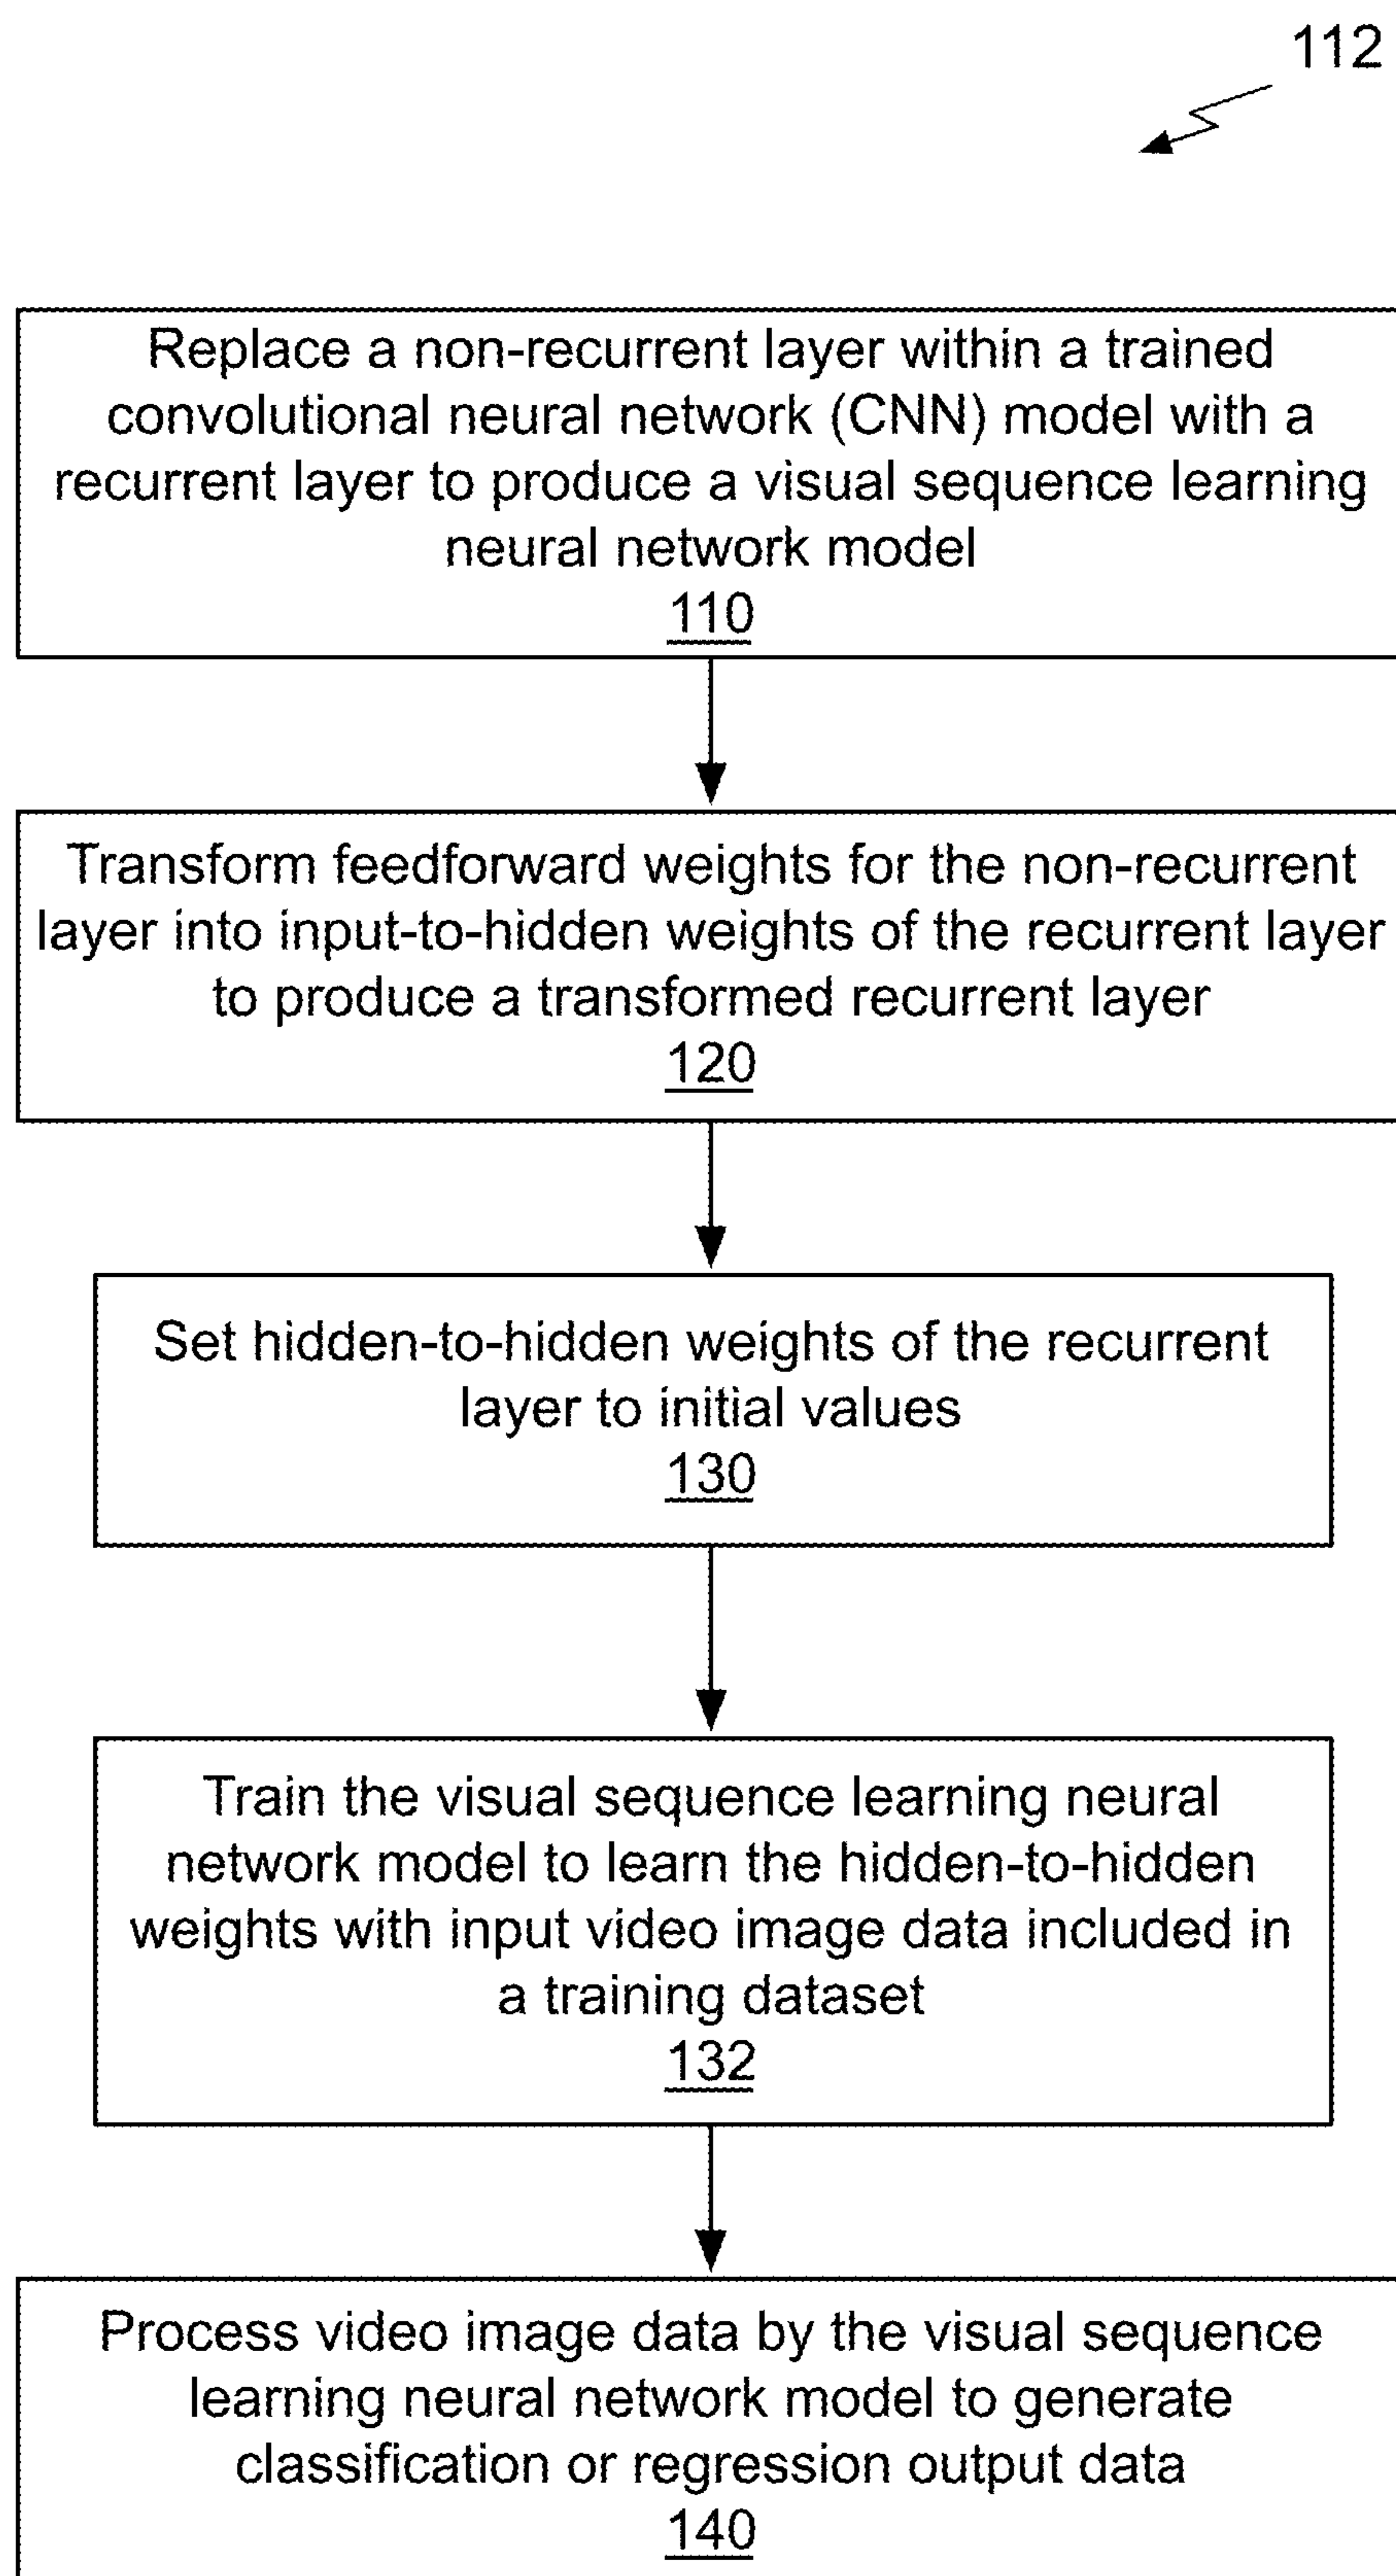 112
Replace a non-recurrent layer within a trained
convolutional neural network (CNN) model with a
recurrent layer to produce a visual sequence learning
neural network model
110
Transform feedforward weights for the non-recurrent
layer into input-to-hidden weights of the recurrent layer
to produce a transformed recurrent layer
120
Set hidden-to-hidden weights of the recurrent
layer to initial values
130
Train the visual sequence learning neural
network model to learn the hidden-to-hidden
weights with input video image data included in
a training dataset
132
Process video image data by the visual sequence
learning neural network model to generate
classification or regression output data
140